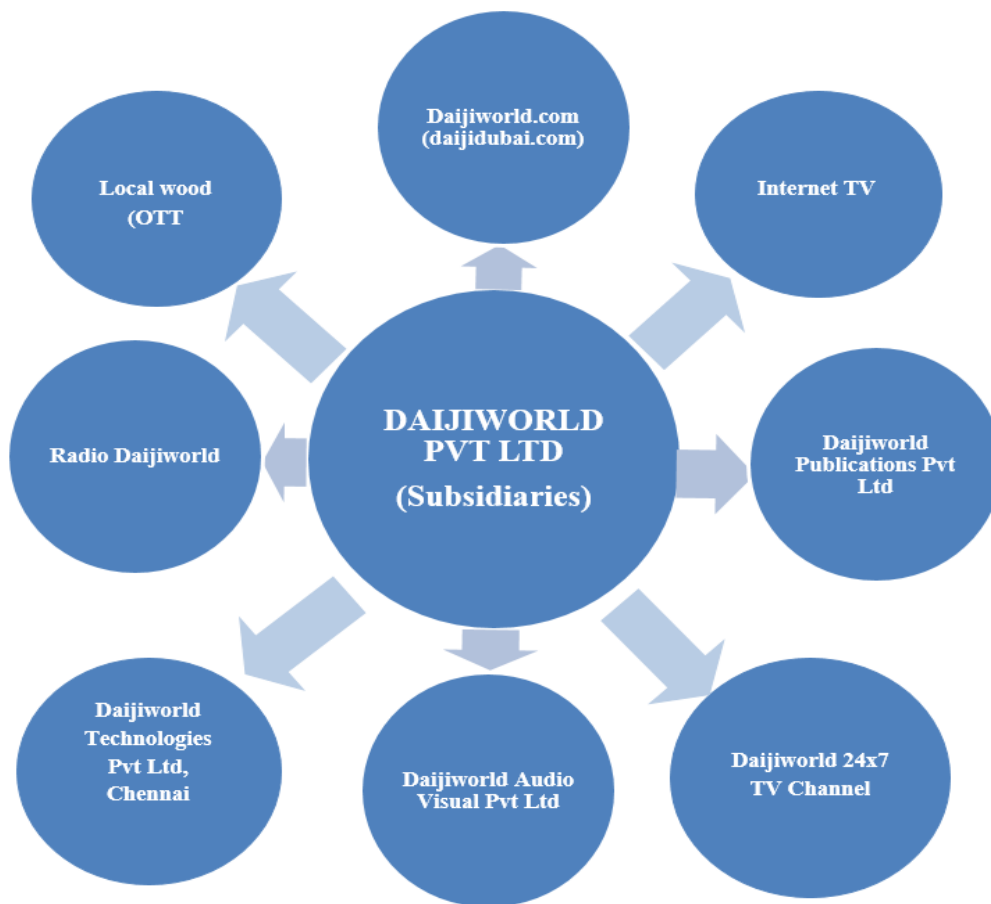 Daijiworld.com
(daijidubai.com)
Local wood
(OTT
Internet TV
DAIJIWORLD
PVT LTD
(Subsidiaries)
Radio Daijiworld
Daijiworld
Publications Pvt
Ltd
Daijiworld
Technologies
Pvt Ltd,
Chennai
Daijiworld Audio
Visual Pvt Ltd
Daijiworld 24x7
TV Channel